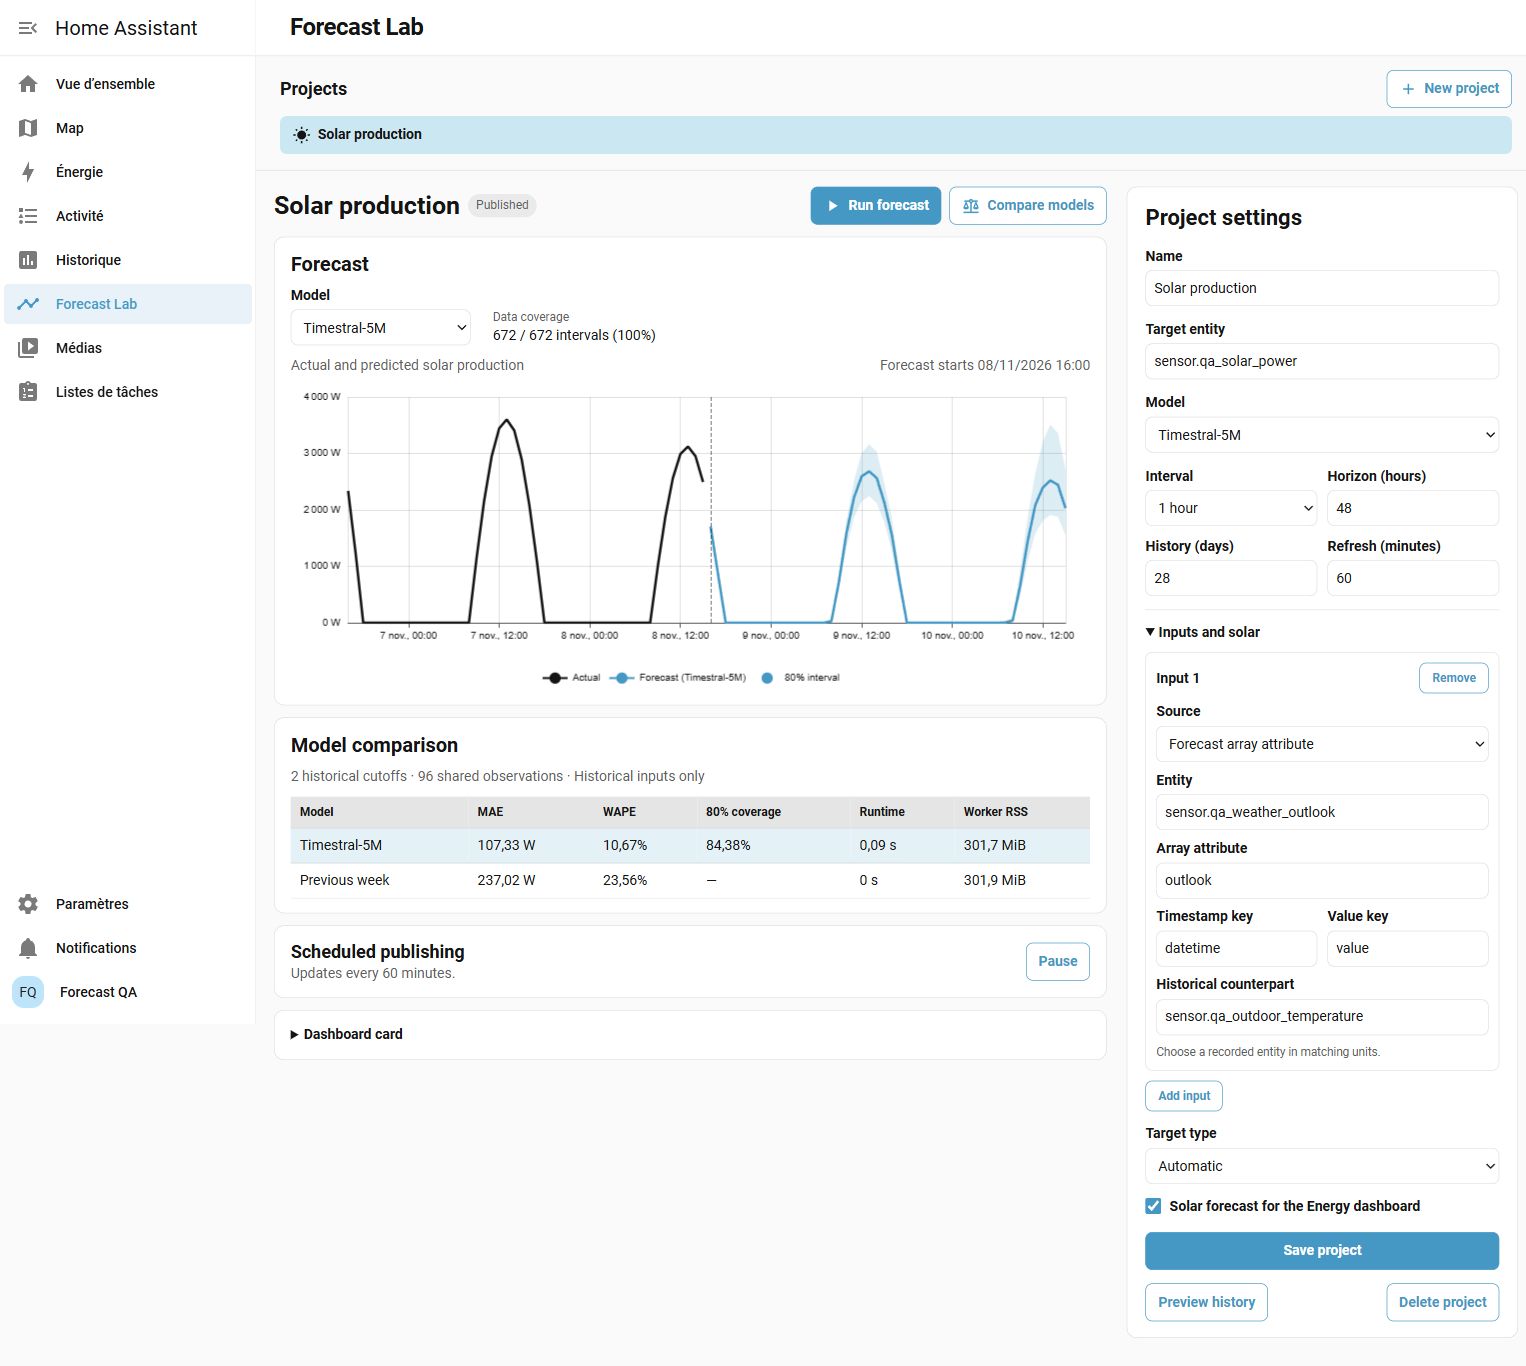 Home Assistant
Vue d'ensemble
Map
Énergie
Activité
Historique
Forecast Lab
Médias
Listes de tâches
Paramètres
Notifications
FQ Forecast QA
Forecast Lab
Projects
New project
Solar production
Solar production Published
Run forecast
Compare models
Forecast
Model
Timestral-5M
Data coverage
672 / 672 intervals (100%)
Actual and predicted solar production
Forecast starts 08/11/2026 16:00
4 000 W
3 000 W
2 000 W
1 000 W
0 W
7 nov., 00:00
7 nov., 12:00
8 nov., 00:00
8 nov., 12:00
9 nov., 00:00
9 nov., 12:00
10 nov., 00:00
10 nov., 12:00
Actual
Forecast (Timestral-5M)
80% interval
Model comparison
2 historical cutoffs · 96 shared observations · Historical inputs only
Model MAE WAPE 80% coverage Runtime Worker RSS
Timestral-5M 107,33 W 10,67% 84,38% 0,09 s 301,7 MiB
Previous week 237,02 W 23,56% — 0 s 301,9 MiB
Scheduled publishing
Updates every 60 minutes.
Pause
Dashboard card
Project settings
Name
Solar production
Target entity
sensor.qa_solar_power
Model
Timestral-5M
Interval Horizon (hours)
1 hour 48
History (days) Refresh (minutes)
28 60
Inputs and solar
Input 1 Remove
Source
Forecast array attribute
Entity
sensor.qa_weather_outlook
Array attribute
outlook
Timestamp key Value key
datetime value
Historical counterpart
sensor.qa_outdoor_temperature
Choose a recorded entity in matching units.
Add input
Target type
Automatic
Solar forecast for the Energy dashboard
Save project
Preview history Delete project